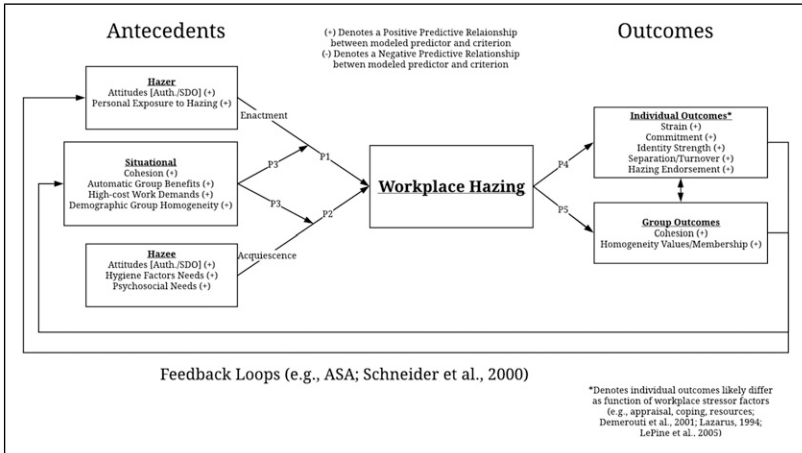 Antecedents
(+) Denotes a Positive Predictive Relaionship
between modeled predictor and criterion
(-) Denotes a Negative Predictive Relationship
betwen modeled predictor and criterion
Outcomes
Hazer
Attitudes [Auth./SDO] (+)
Personal Exposure to Hazing (+)
Enactment
P1
Situational
Cohesion (+)
Automatic Group Benefits (+)
High-cost Work Demands (+)
Demographic Group Homogeneity (+)
P3
P3
P2
Hazee
Attitudes [Auth./SDO] (+)
Hygiene Factors Needs (+)
Psychosocial Needs (+)
Acquiescence
Workplace Hazing
P4
P5
Individual Outcomes*
Strain (+)
Commitment (+)
Identity Strength (+)
Separation/Turnover (+)
Hazing Endorsement (+)
Group Outcomes
Cohesion (+)
Homogeneity Values/Membership (+)
Feedback Loops (e.g., ASA; Schneider et al., 2000)
*Denotes individual outcomes likely differ
as function of workplace stressor factors
(e.g., appraisal, coping, resources;
Demerouti et al., 2001; Lazarus, 1994;
LePine et al., 2005)